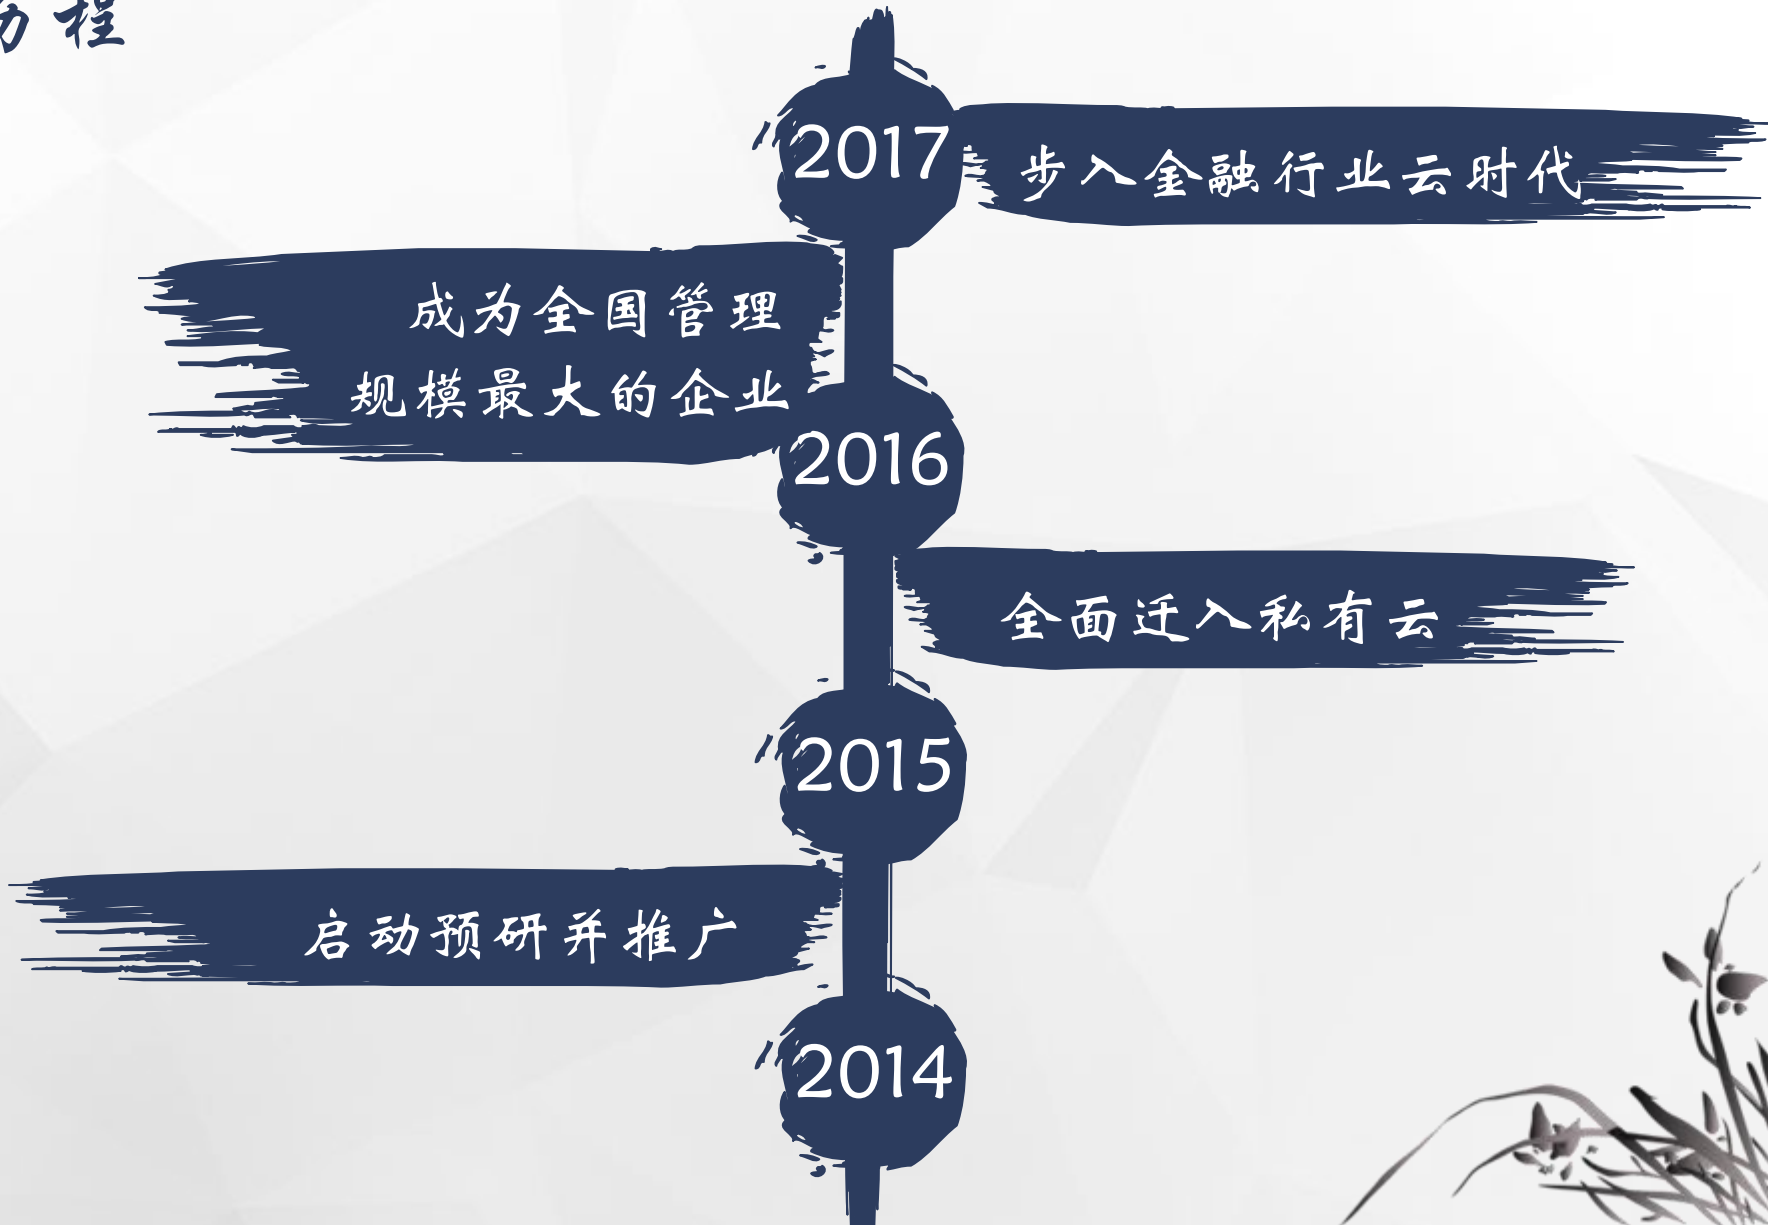 程
2017
步入金融行业云时代
成为全国管理
规模最大的企业
2016
全面迁入私有云
2015
启动预研并推广
2014